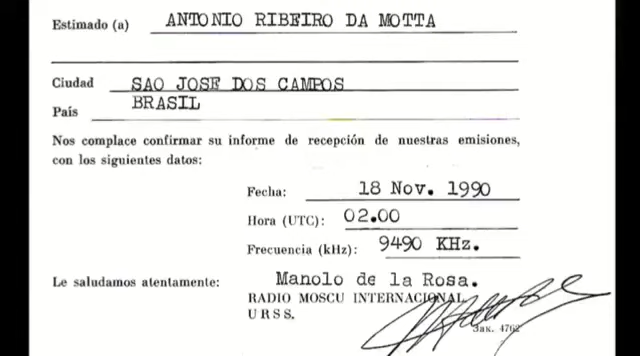 Estimado (a) ANTONIO RIBEIRO DA MOTTA
Ciudad SAO JOSE DOS CAMPOS
País BRASIL
Nos complace confirmar su informe de recepción de nuestras emisiones,
con los siguientes datos:
Fecha: 18 Nov. 1990
Hora (UTC): 02.00
Frecuencia (kHz): 9490 KHz.
Le saludamos atentamente: Manolo de la Rosa.
RADIO MOSCU INTERNACIONAL
URSS.
Зак. 4762